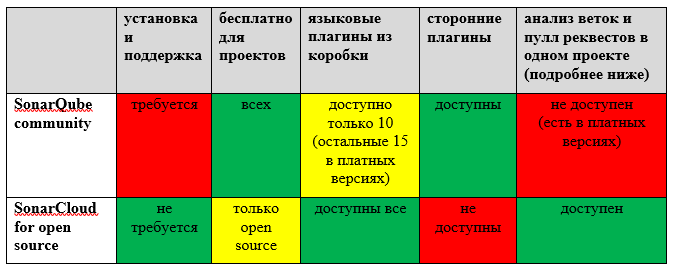 установка
и
поддержка
бесплатно
для
проектов
языковые
плагины из
коробки
сторонние
плагины
анализ веток и
пулл реквестов в
одном проекте
(подробнее ниже)
SonarQube
community
требуется
всех
доступно
только 10
(остальные 15
в платных
версиях)
доступны
не доступен
(есть в платных
версиях)
SonarCloud
for open
source
не
требуется
только
open
source
доступны все
не
доступны
доступен